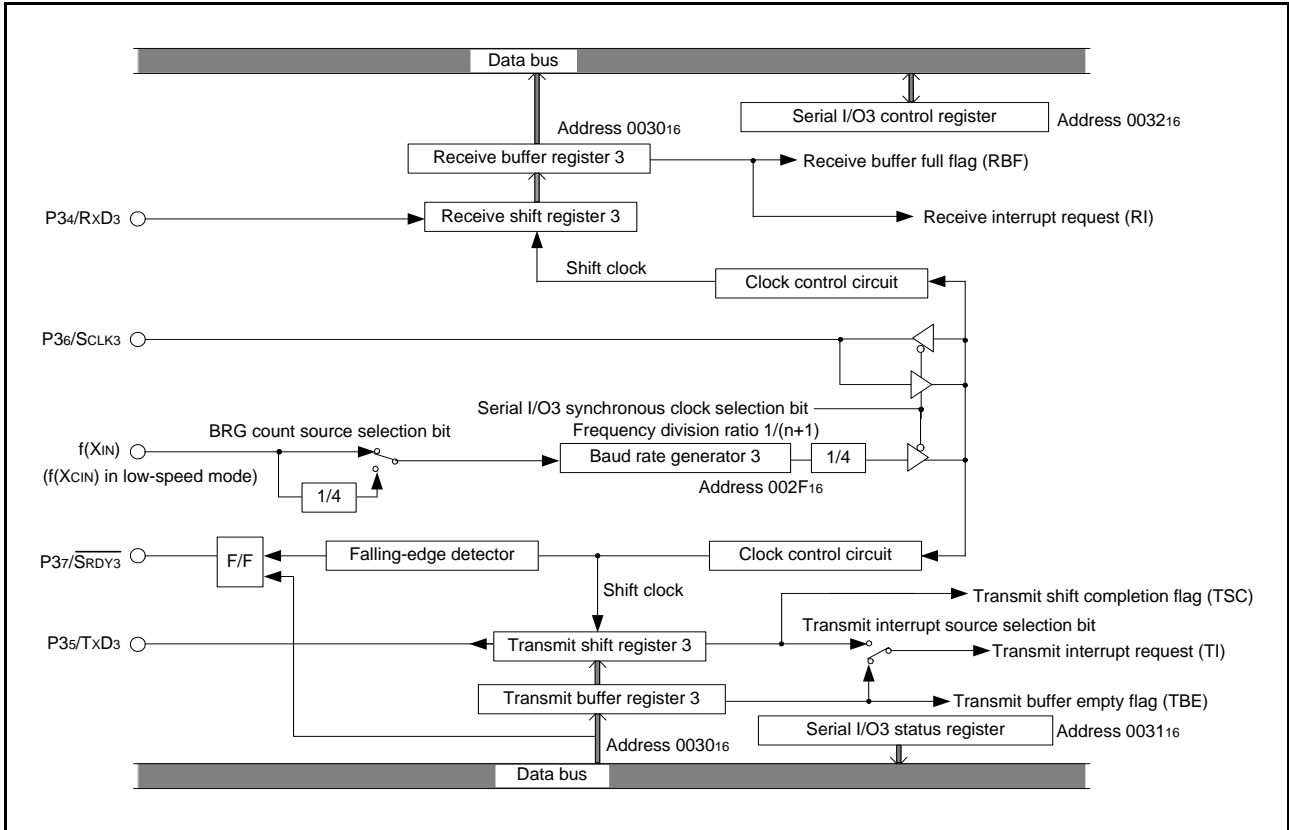 Data bus
Address 003016
Serial I/O3 control register
Address 003216
Receive buffer register 3
Receive buffer full flag (RBF)
P34/RxD3
Receive shift register 3
Receive interrupt request (RI)
Shift clock
Clock control circuit
P36/SCLK3
Serial I/O3 synchronous clock selection bit
BRG count source selection bit
Frequency division ratio 1/(n+1)
f(XIN)
Baud rate generator 3
1/4
(f(XCIN) in low-speed mode)
Address 002F16
1/4
P37/SRDY3
F/F
Falling-edge detector
Clock control circuit
Shift clock
Transmit shift completion flag (TSC)
Transmit interrupt source selection bit
P35/TxD3
Transmit shift register 3
Transmit interrupt request (TI)
Transmit buffer register 3
Transmit buffer empty flag (TBE)
Address 003016
Serial I/O3 status register
Address 003116
Data bus